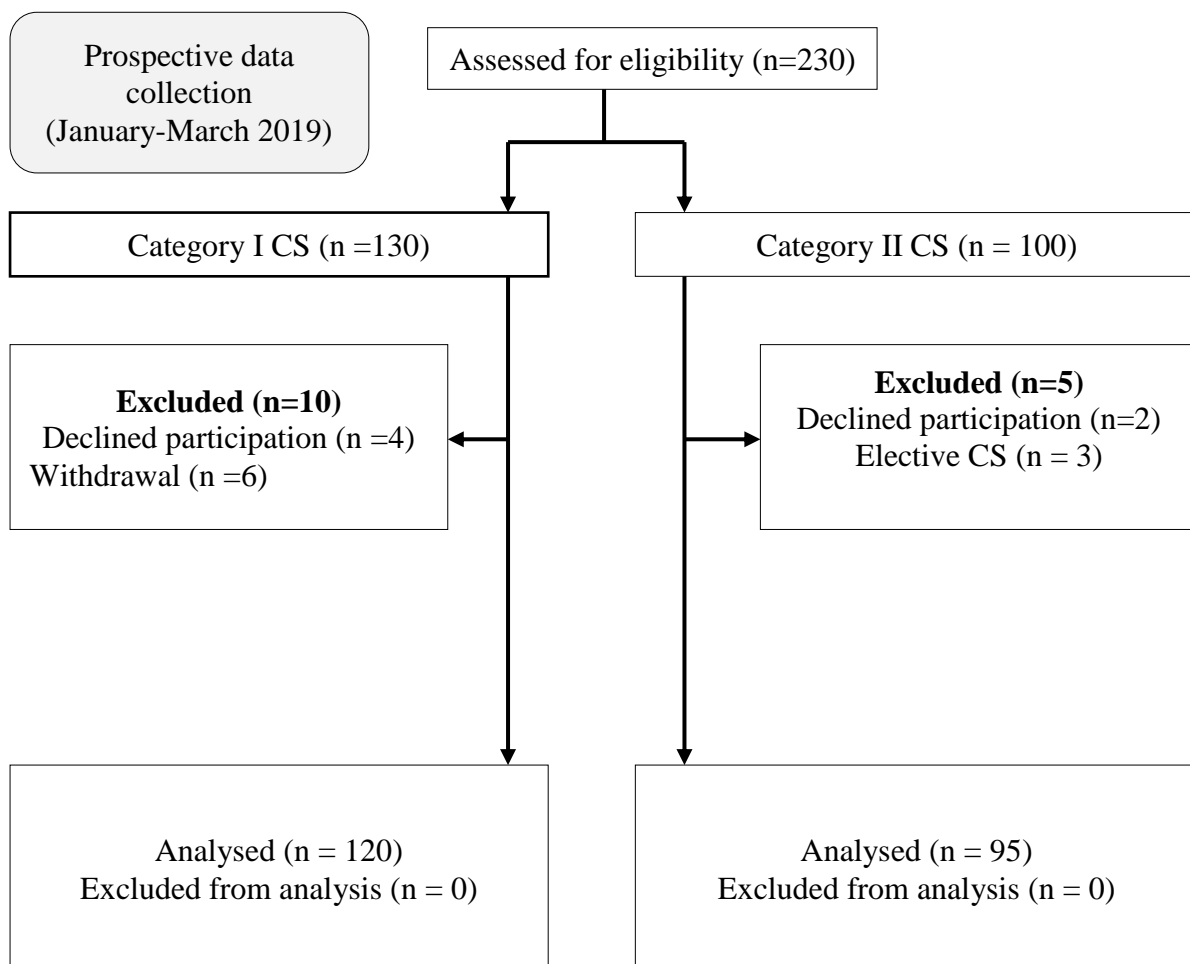 Prospective data
collection
(January-March 2019)
Assessed for eligibility (n=230)
Category I CS (n =130)
Category II CS (n = 100)
Excluded (n=10)
Declined participation (n =4)
Withdrawal (n =6)
Excluded (n=5)
Declined participation (n=2)
Elective CS (n = 3)
Analysed (n = 120)
Excluded from analysis (n = 0)
Analysed (n = 95)
Excluded from analysis (n = 0)